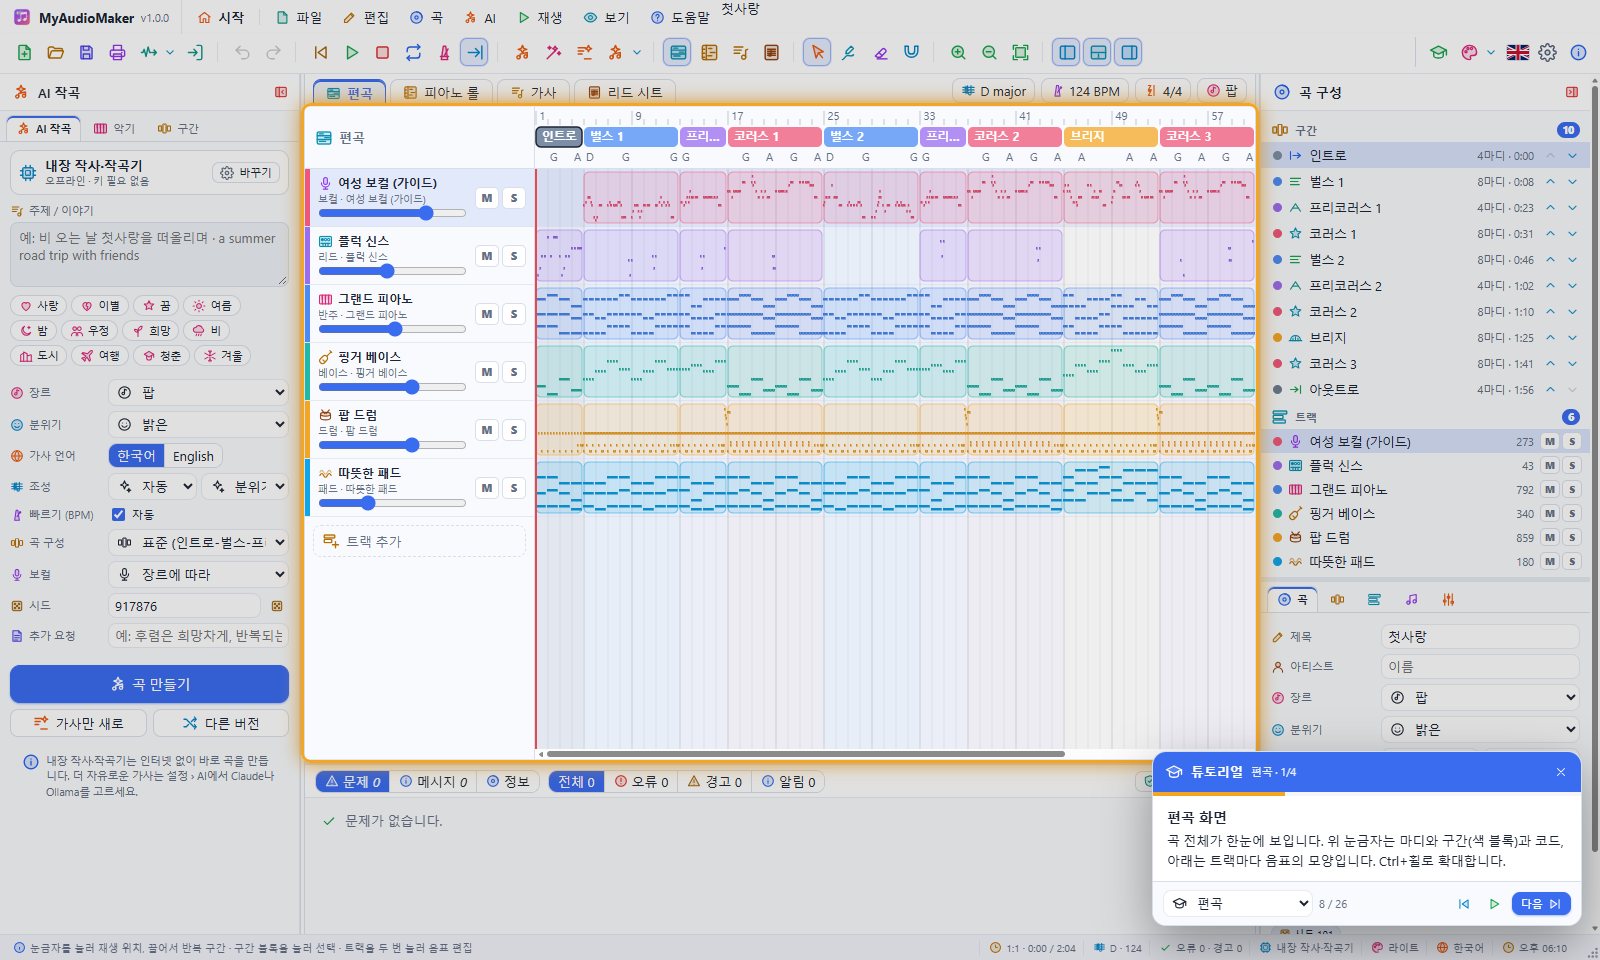 MyAudioMaker v1.0.0
시작
파일
편집
곡
AI
재생
보기
도움말
첫사랑
AI 작곡
AI 작곡
악기
구간
내장 작사·작곡기
오프라인 · 키 필요 없음
바꾸기
주제 / 이야기
예: 비 오는 날 첫사랑을 떠올리며 · a summer
road trip with friends
사랑
이별
꿈
여름
밤
우정
희망
비
도시
여행
청춘
겨울
장르
팝
분위기
밝은
가사 언어
한국어
English
조성
자동
분위기
빠르기 (BPM)
자동
곡 구성
표준 (인트로-벌스-프리
보컬
장르에 따라
시드
917876
추가 요청
예: 후렴은 희망차게, 반복되는
곡 만들기
가사만 새로
다른 버전
내장 작사·작곡기는 인터넷 없이 바로 곡을 만듭
니다. 더 자유로운 가사는 설정 › AI에서 Claude나
Ollama를 고르세요.
편곡
피아노 롤
가사
리드 시트
D major
124 BPM
4/4
팝
편곡
1 9 17 25 33 41 49 57
인트로 벌스 1 프리... 코러스 1 벌스 2 프리... 코러스 2 브리지 코러스 3
G A D G G G G A G A D G G G G A G A A A G A G A
여성 보컬 (가이드)
보컬 · 여성 보컬 (가이드)
M S
플럭 신스
리드 · 플럭 신스
M S
그랜드 피아노
반주 · 그랜드 피아노
M S
핑거 베이스
베이스 · 핑거 베이스
M S
팝 드럼
드럼 · 팝 드럼
M S
따뜻한 패드
패드 · 따뜻한 패드
M S
트랙 추가
문제 0
메시지 0
정보
전체 0
오류 0
경고 0
알림 0
문제가 없습니다.
곡 구성
구간 10
인트로 4마디 · 0:00
벌스 1 8마디 · 0:08
프리코러스 1 4마디 · 0:23
코러스 1 8마디 · 0:31
벌스 2 8마디 · 0:46
프리코러스 2 4마디 · 1:02
코러스 2 8마디 · 1:10
브리지 8마디 · 1:25
코러스 3 8마디 · 1:41
아웃트로 4마디 · 1:56
트랙 6
여성 보컬 (가이드) 273 M S
플럭 신스 43 M S
그랜드 피아노 792 M S
핑거 베이스 340 M S
팝 드럼 859 M S
따뜻한 패드 180 M S
곡
제목 첫사랑
아티스트 이름
장르 팝
분위기 밝은
튜토리얼 편곡 · 1/4
편곡 화면
곡 전체가 한눈에 보입니다. 위 눈금자는 마디와 구간(색 블록)과 코드,
아래는 트랙마다 음표의 모양입니다. Ctrl+휠로 확대합니다.
편곡
8 / 26
다음
눈금자를 눌러 재생 위치, 끌어서 반복 구간 · 구간 블록을 눌러 선택 · 트랙을 두 번 눌러 음표 편집
1:1 · 0:00 / 2:04
D · 124
오류 0 · 경고 0
내장 작사·작곡기
라이트
한국어
오후 06:10